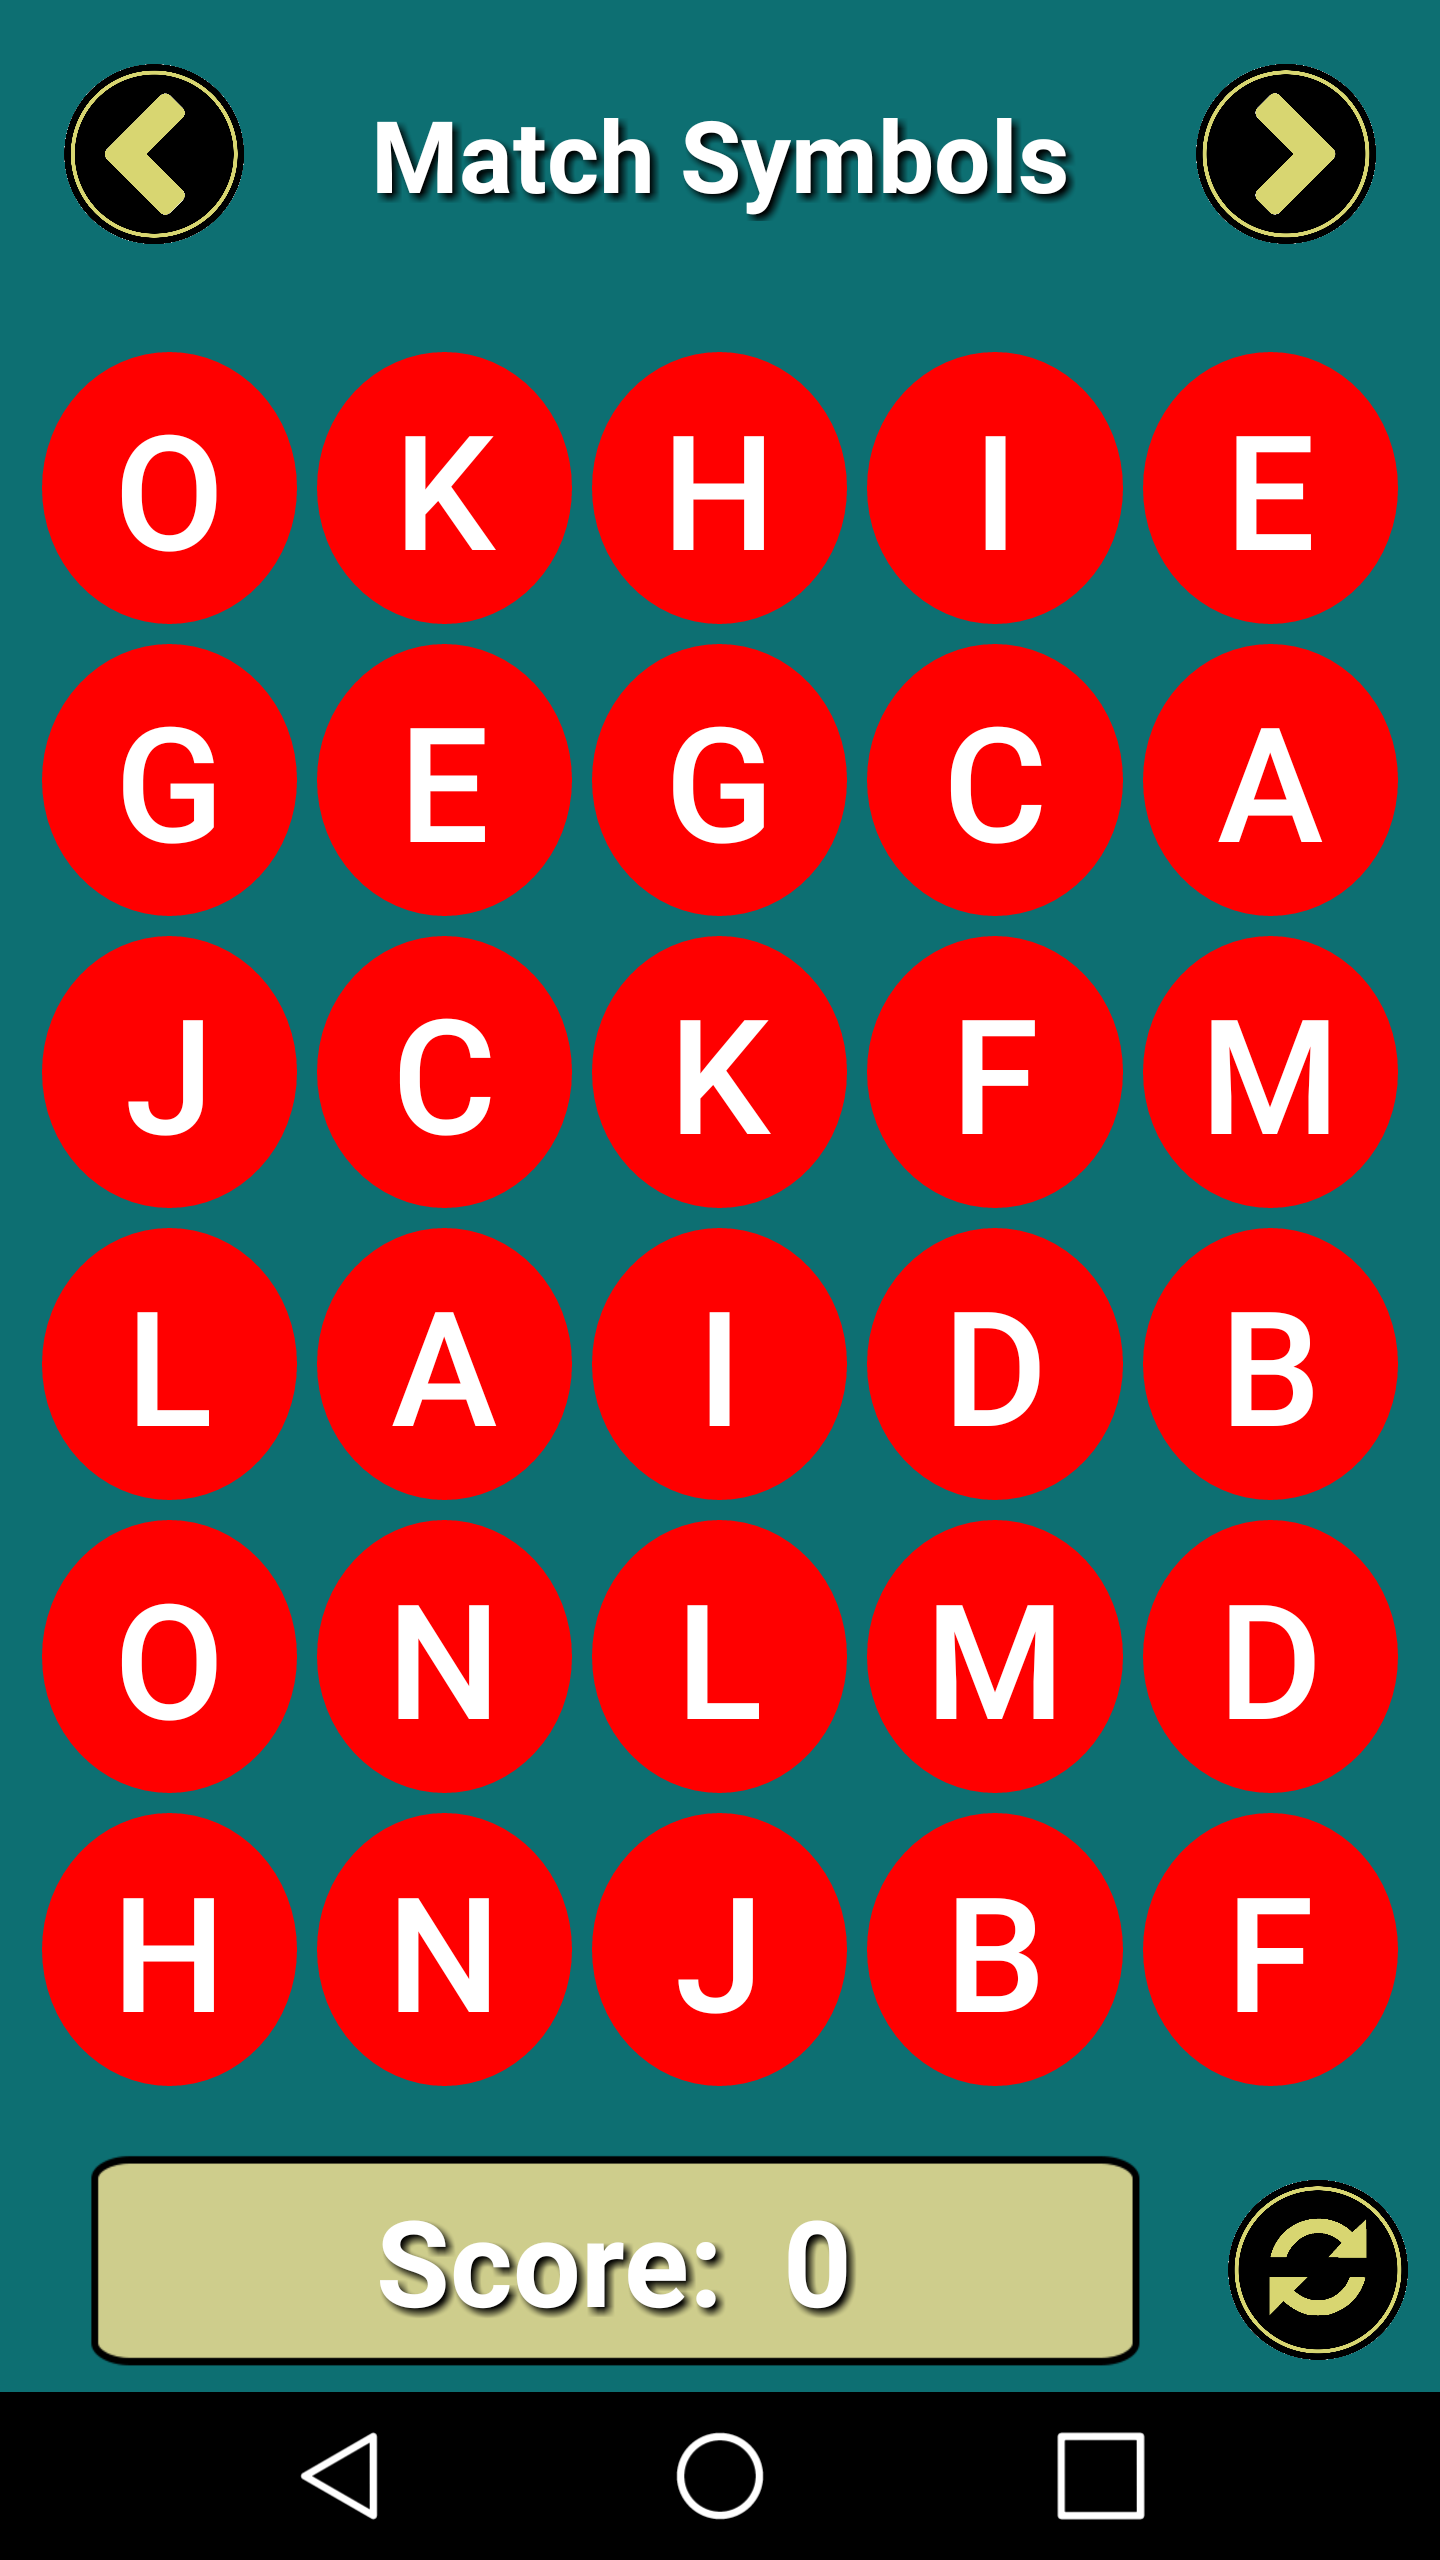 Match Symbols
O K H I E
G E G C A
J C K F M
L A I D B
O N L M D
H N J B F
Score: 0